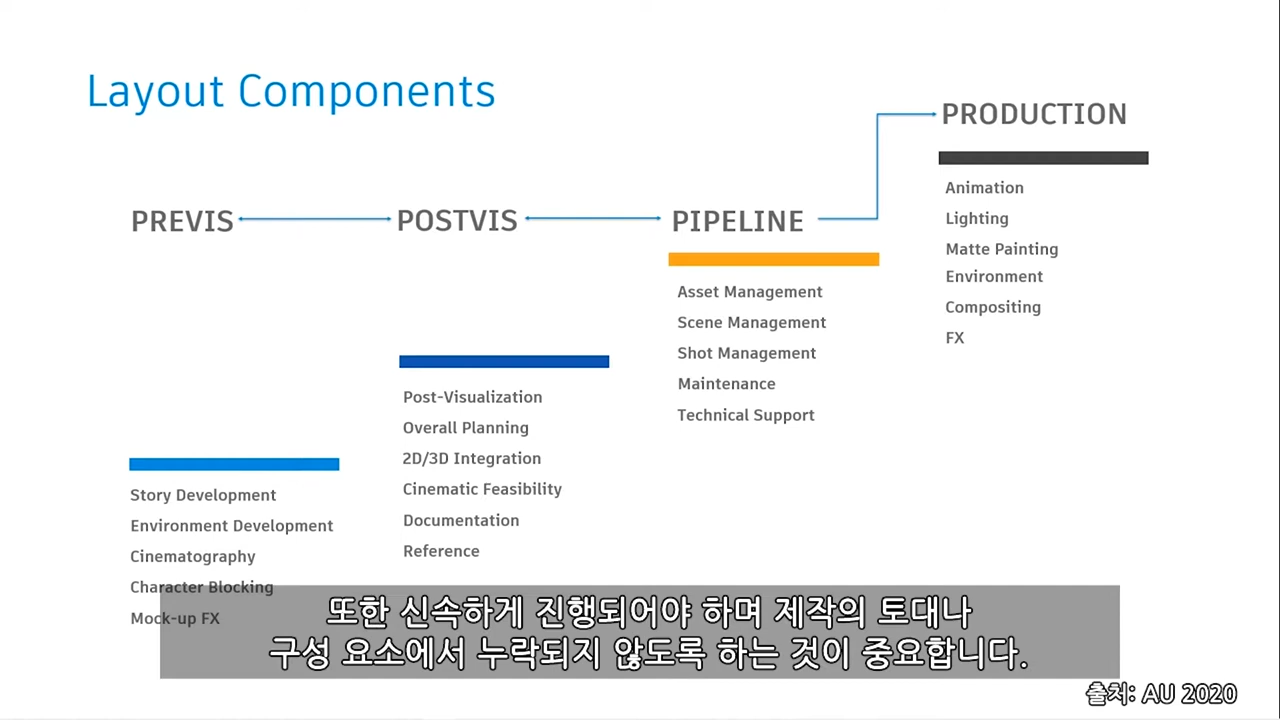 Layout Components
PREVIS
Story Development
Environment Development
Cinematography
Character Blocking
Mock-up FX
POSTVIS
Post-Visualization
Overall Planning
2D/3D Integration
Cinematic Feasibility
Documentation
Reference
PIPELINE
Asset Management
Scene Management
Shot Management
Maintenance
Technical Support
PRODUCTION
Animation
Lighting
Matte Painting
Environment
Compositing
FX
또한 신속하게 진행되어야 하며 제작의 토대나
구성 요소에서 누락되지 않도록 하는 것이 중요합니다.
출처: AU 2020